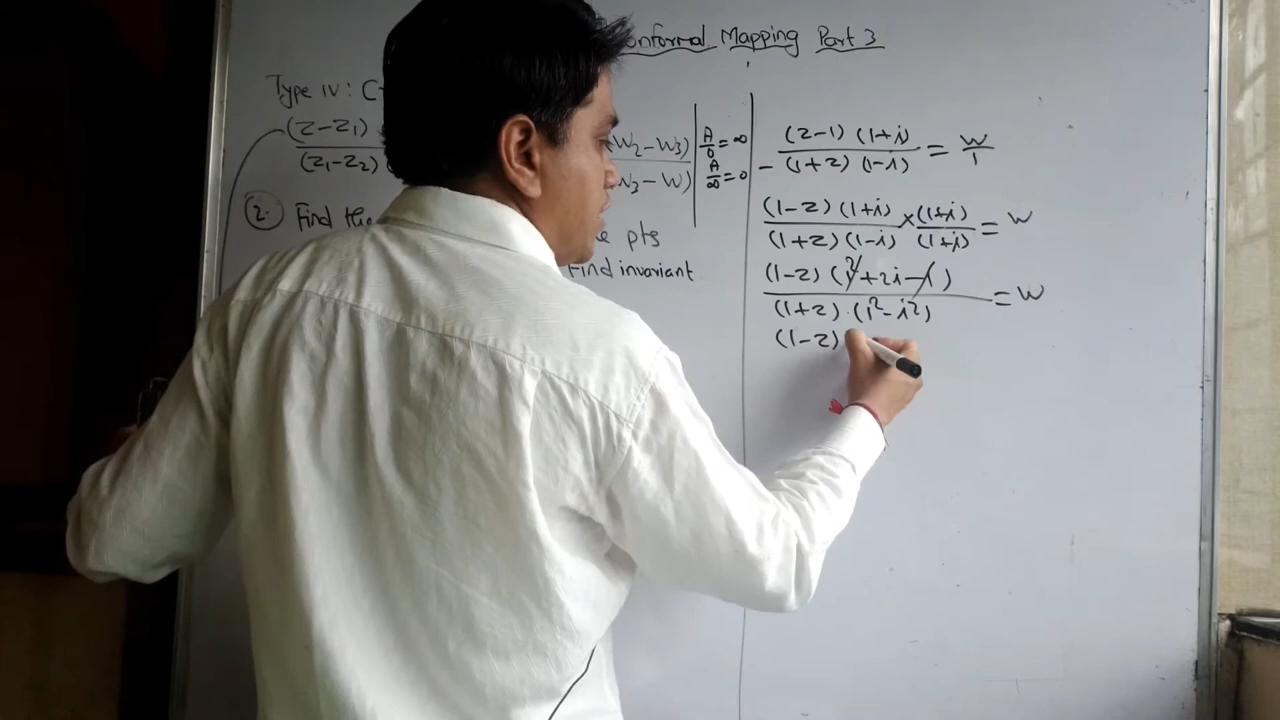 Conformal Mapping Part 3
Type IV: C
(z-z₁)
(z₁-z₂)
W₂-W₃)
W₃-W)
A/0 = ∞
A/∞ = 0
2. Find the
pts
Find invariant
- (z-1) (1+i) / (1+z) (1-i) = W/1
(1-z)(1+i) / (1+z)(1-i) × (1+i)/(1+i) = W
(1-z) (1²+2i-1) / (1+z).(1²-i²) = W
(1-z)